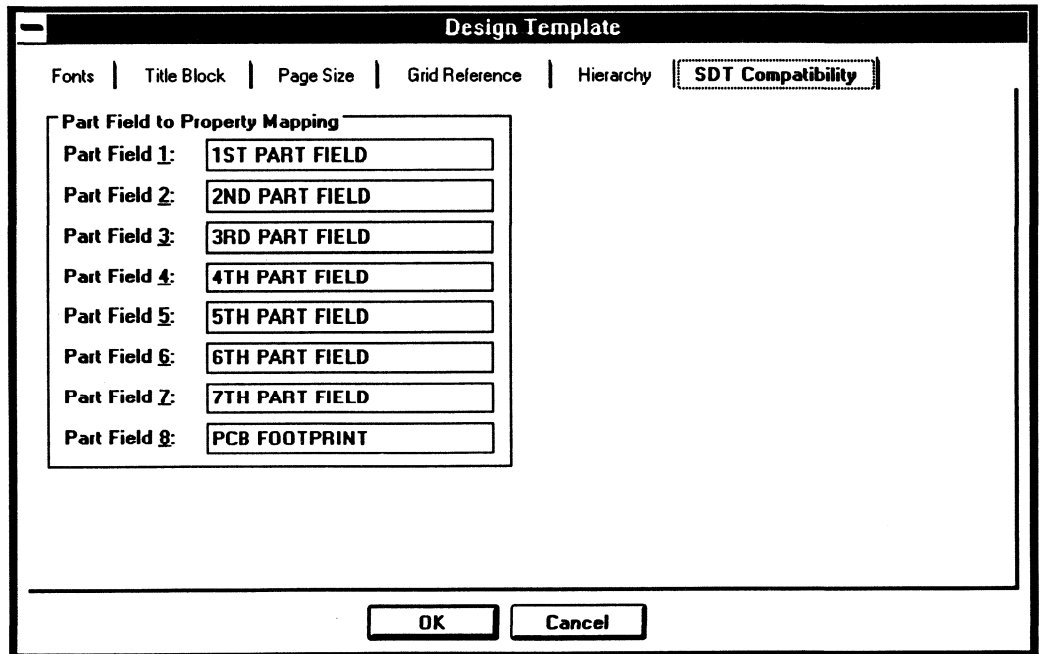 Design Template
Fonts Title Block Page Size Grid Reference Hierarchy SDT Compatibility
Part Field to Property Mapping
Part Field 1: 1ST PART FIELD
Part Field 2: 2ND PART FIELD
Part Field 3: 3RD PART FIELD
Part Field 4: 4TH PART FIELD
Part Field 5: 5TH PART FIELD
Part Field 6: 6TH PART FIELD
Part Field 7: 7TH PART FIELD
Part Field 8: PCB FOOTPRINT
OK Cancel